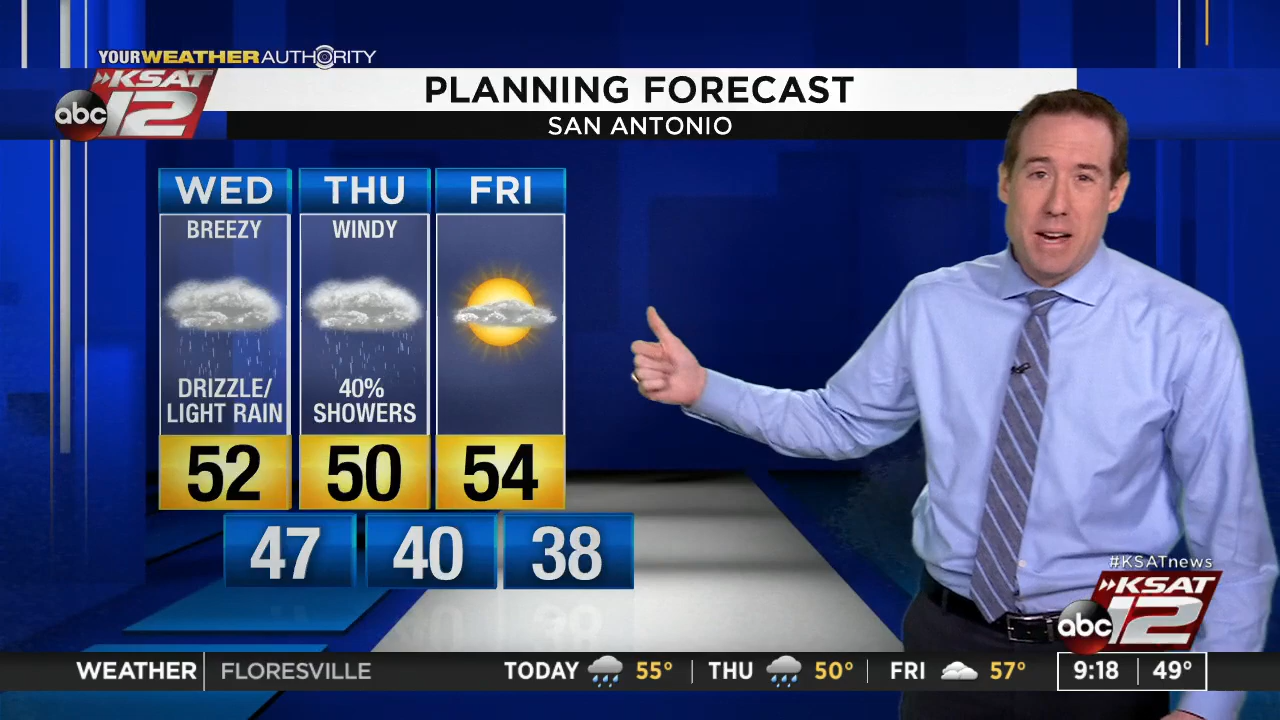 YOURWEATHERAUTHORITY
KSAT
abc 12
PLANNING FORECAST
SAN ANTONIO
WED THU FRI
BREEZY WINDY
DRIZZLE/ LIGHT RAIN
40% SHOWERS
52 50 54
47 40 38
#KSATnews
KSAT
abc 12
WEATHER FLORESVILLE TODAY 55° THU 50° FRI 57° 9:18 49°